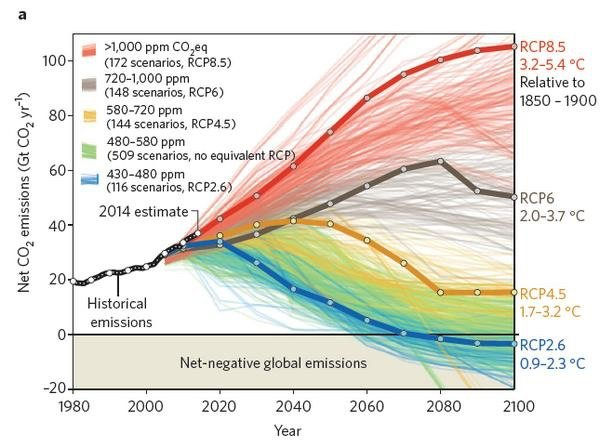 a
>1,000 ppm CO2eq
(172 scenarios, RCP8.5)
720–1,000 ppm
(148 scenarios, RCP6)
580–720 ppm
(144 scenarios, RCP4.5)
480–580 ppm
(509 scenarios, no equivalent RCP)
430–480 ppm
(116 scenarios, RCP2.6)
2014 estimate
Historical
emissions
Net-negative global emissions
RCP8.5
3.2–5.4 °C
Relative to
1850 – 1900
RCP6
2.0–3.7 °C
RCP4.5
1.7–3.2 °C
RCP2.6
0.9–2.3 °C
Net CO2 emissions (Gt CO2 yr-1)
100
80
60
40
20
0
–20
1980 2000 2020 2040 2060 2080 2100
Year